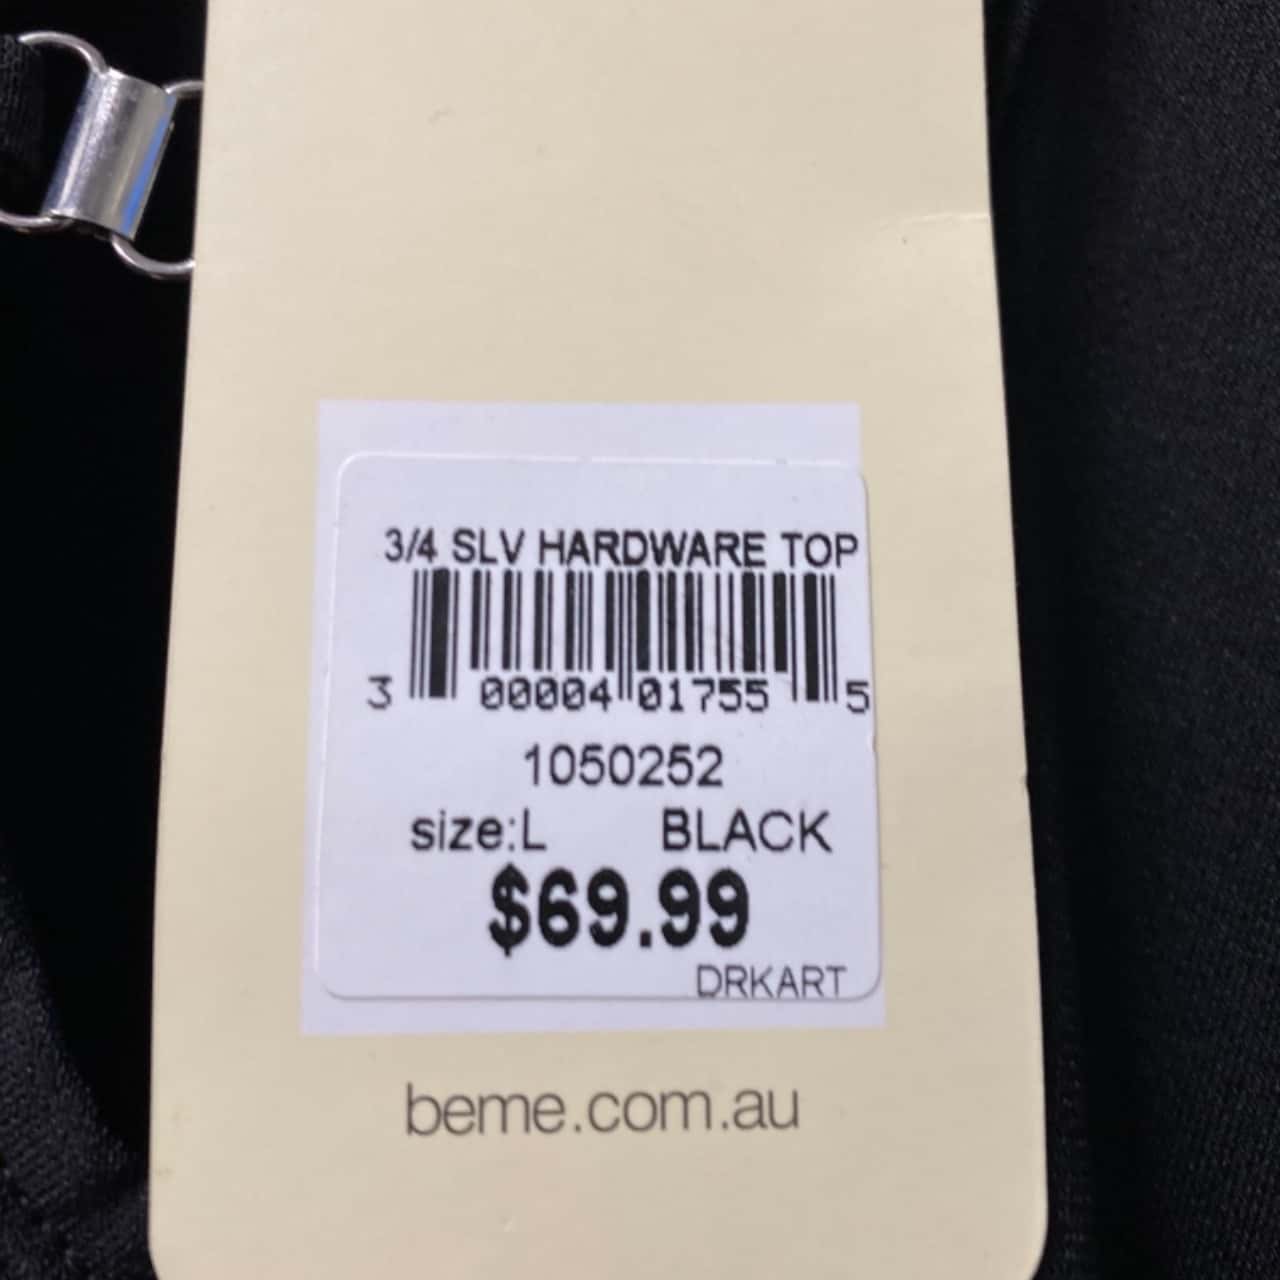 3/4 SLV HARDWARE TOP
3 00004 01755 5
1050252
size:L BLACK
$69.99
DRKART
beme.com.au